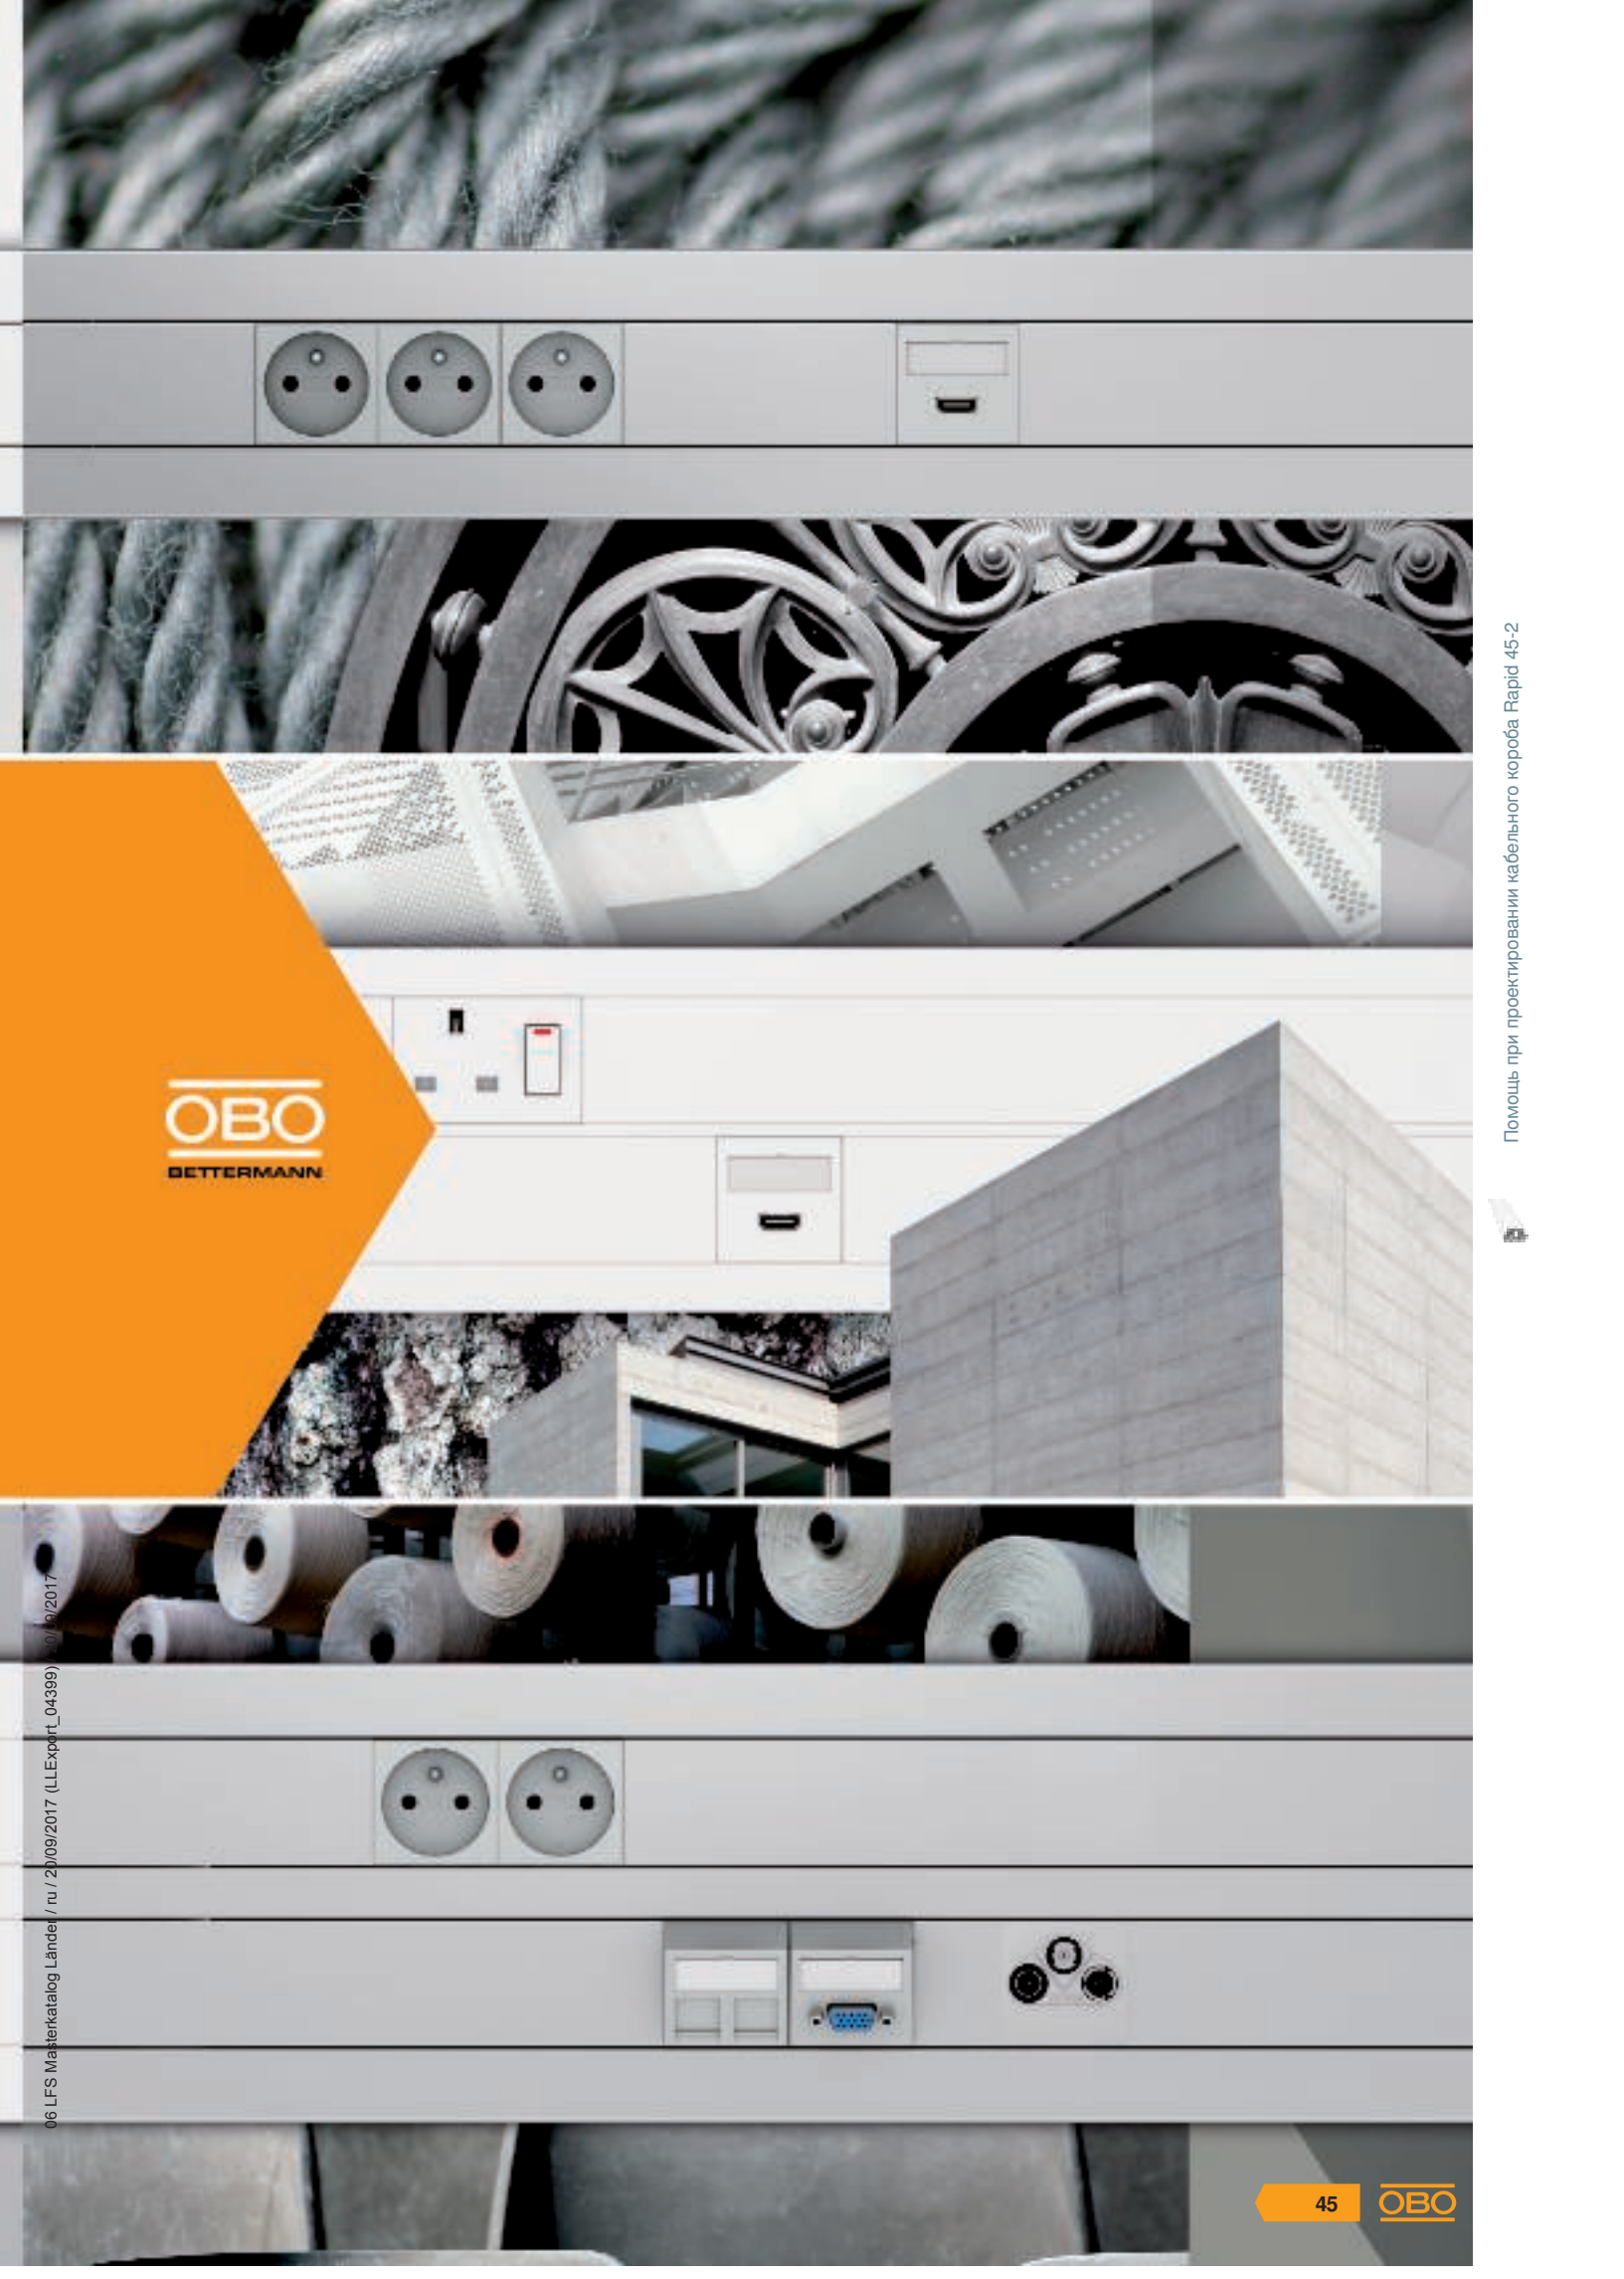 Помощь при проектировании кабельного короба Rapid 45-2
OBO
BETTERMANN
06 LFS Masterkatalog Länder / ru / 20/09/2017 (LLExport_04399) / 20/09/2017
45
OBO